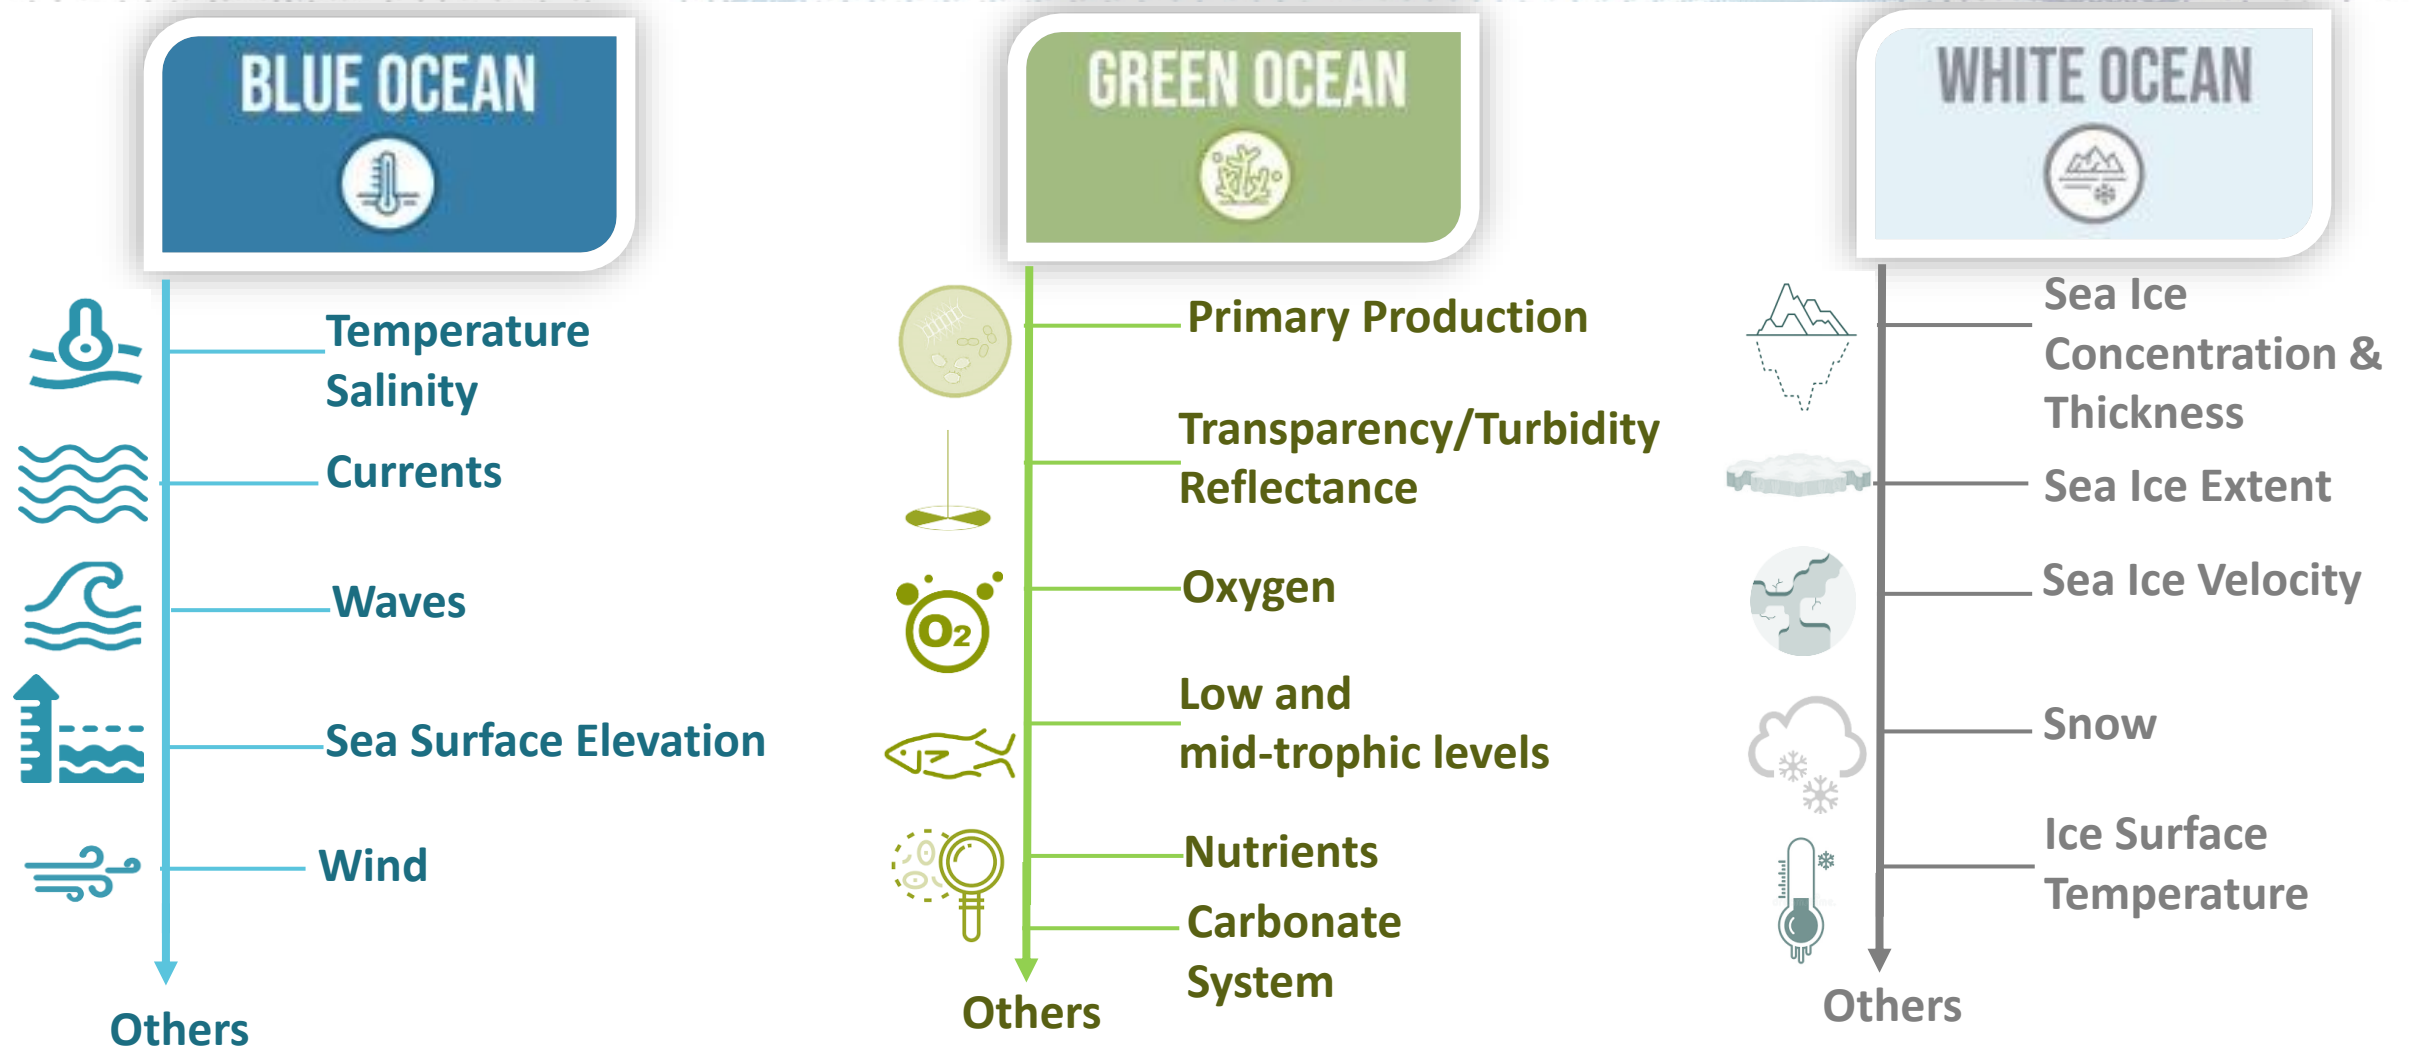 BLUE OCEAN
Temperature
Salinity
Currents
Waves
Sea Surface Elevation
Wind
Others
GREEN OCEAN
Primary Production
Transparency/Turbidity
Reflectance
O2
Oxygen
Low and
mid-trophic levels
Nutrients
Carbonate
System
Others
WHITE OCEAN
Sea Ice
Concentration &
Thickness
Sea Ice Extent
Sea Ice Velocity
Snow
Ice Surface
Temperature
Others